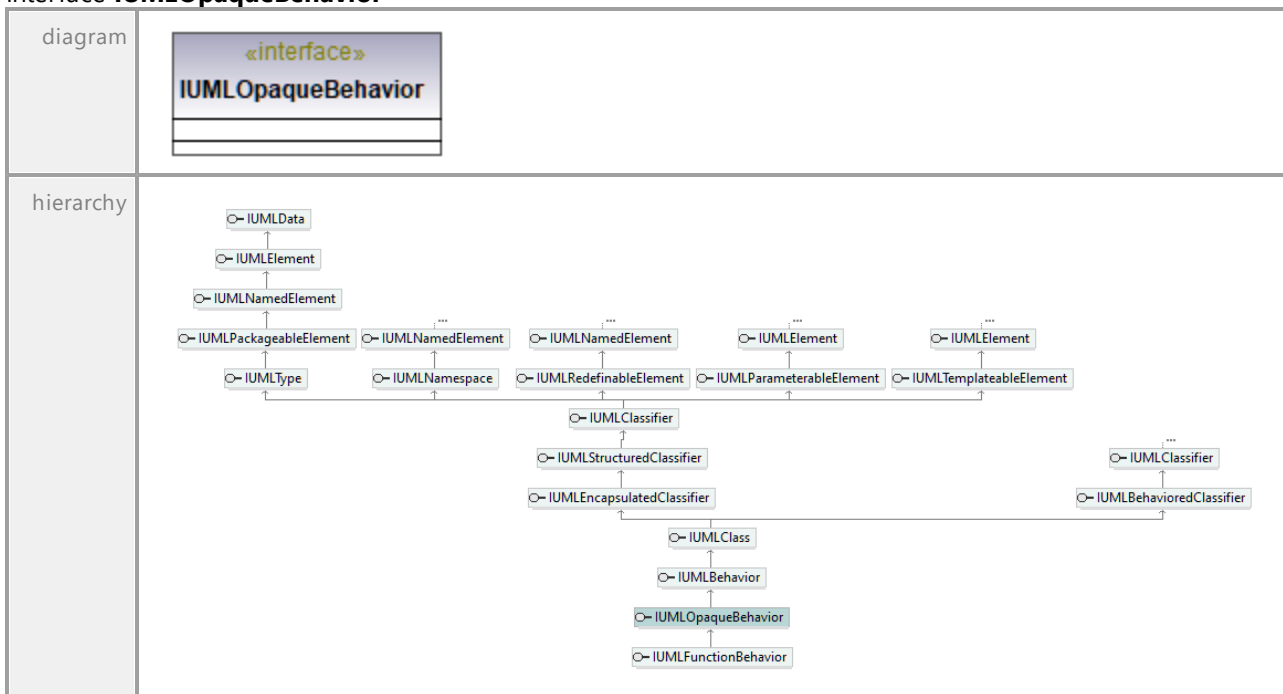 interface IUMLOpaqueBehavior
diagram
«interface»
IUMLOpaqueBehavior
hierarchy
IUMLData
IUMLElement
IUMLNamedElement
... ... ... ...
IUMLPackageableElement IUMLNamedElement IUMLNamedElement IUMLElement IUMLElement
IUMLType IUMLNamespace IUMLRedefinableElement IUMLParameterableElement IUMLTemplateableElement
IUMLClassifier
...
IUMLStructuredClassifier IUMLClassifier
IUMLEncapsulatedClassifier IUMLBehavioredClassifier
IUMLClass
IUMLBehavior
IUMLOpaqueBehavior
IUMLFunctionBehavior